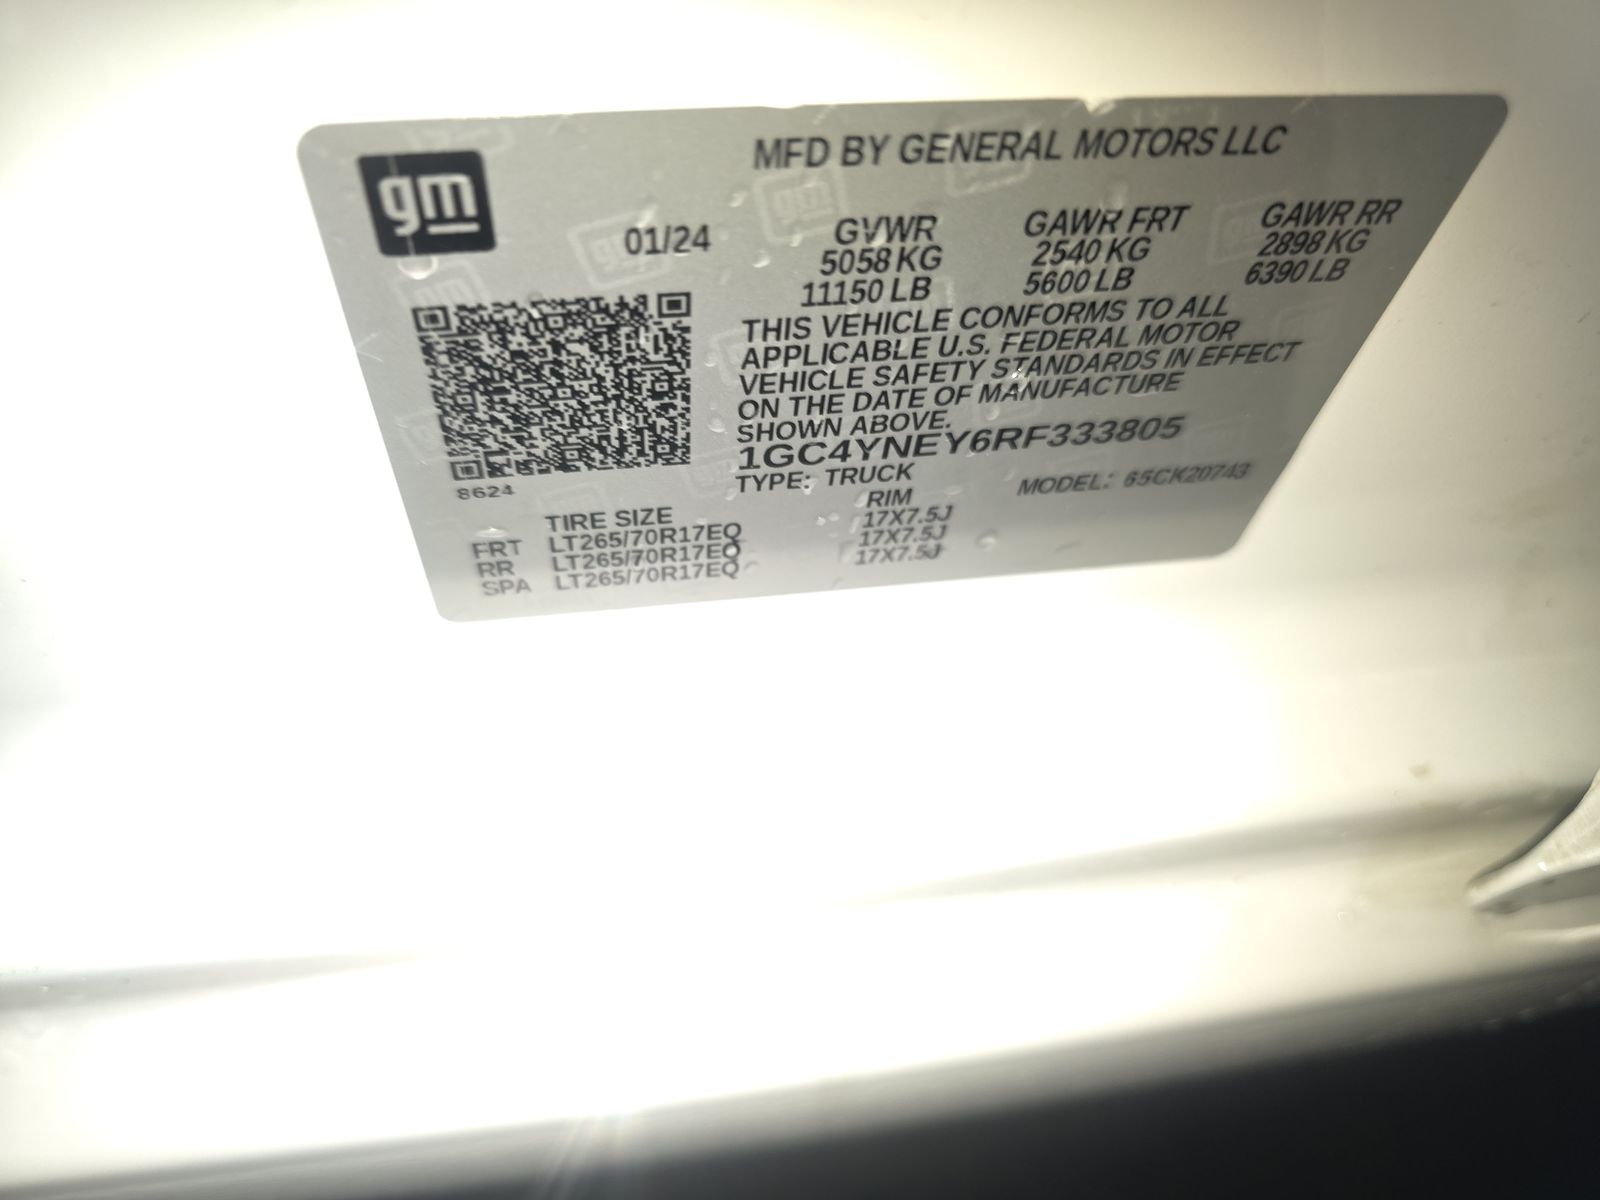 gm
MFD BY GENERAL MOTORS LLC
01/24
GVWR GAWR FRT GAWR RR
5058 KG 2540 KG 2898 KG
11150 LB 5600 LB 6390 LB
THIS VEHICLE CONFORMS TO ALL
APPLICABLE U.S. FEDERAL MOTOR
VEHICLE SAFETY STANDARDS IN EFFECT
ON THE DATE OF MANUFACTURE
SHOWN ABOVE.
1GC4YNEY6RF333805
TYPE: TRUCK MODEL: 65CK20743
8624
TIRE SIZE RIM
FRT LT265/70R17EQ 17X7.5J
RR LT265/70R17EQ 17X7.5J
SPA LT265/70R17EQ 17X7.5J